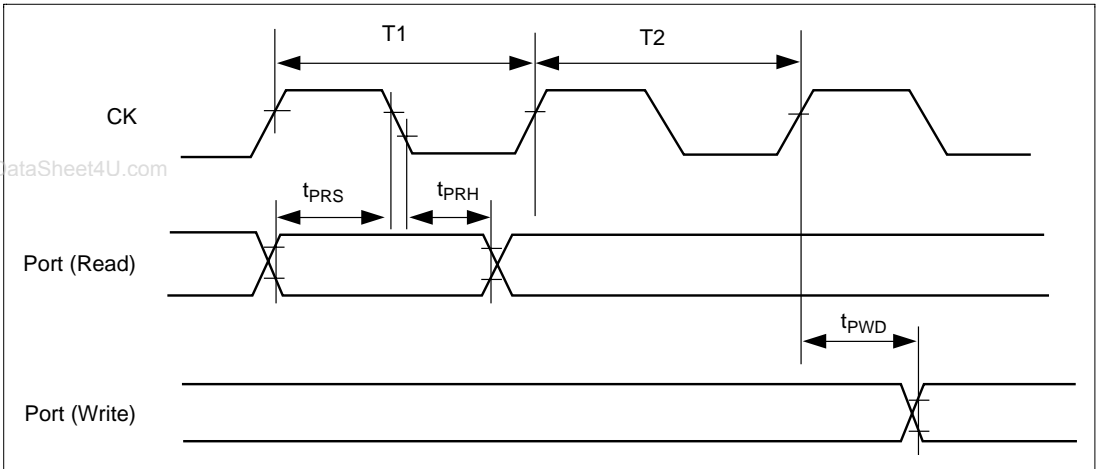 T1
T2
CK
DataSheet4U.com
tPRS
tPRH
Port (Read)
tPWD
Port (Write)